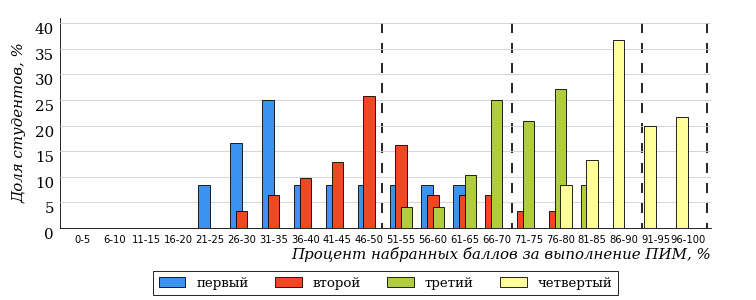 Доля студентов, %
40
35
30
25
20
15
10
5
0
0-5 6-10 11-15 16-20 21-25 26-30 31-35 36-40 41-45 46-50 51-55 56-60 61-65 66-70 71-75 76-80 81-85 86-90 91-95 96-100
Процент набранных баллов за выполнение ПИМ, %
первый второй третий четвертый